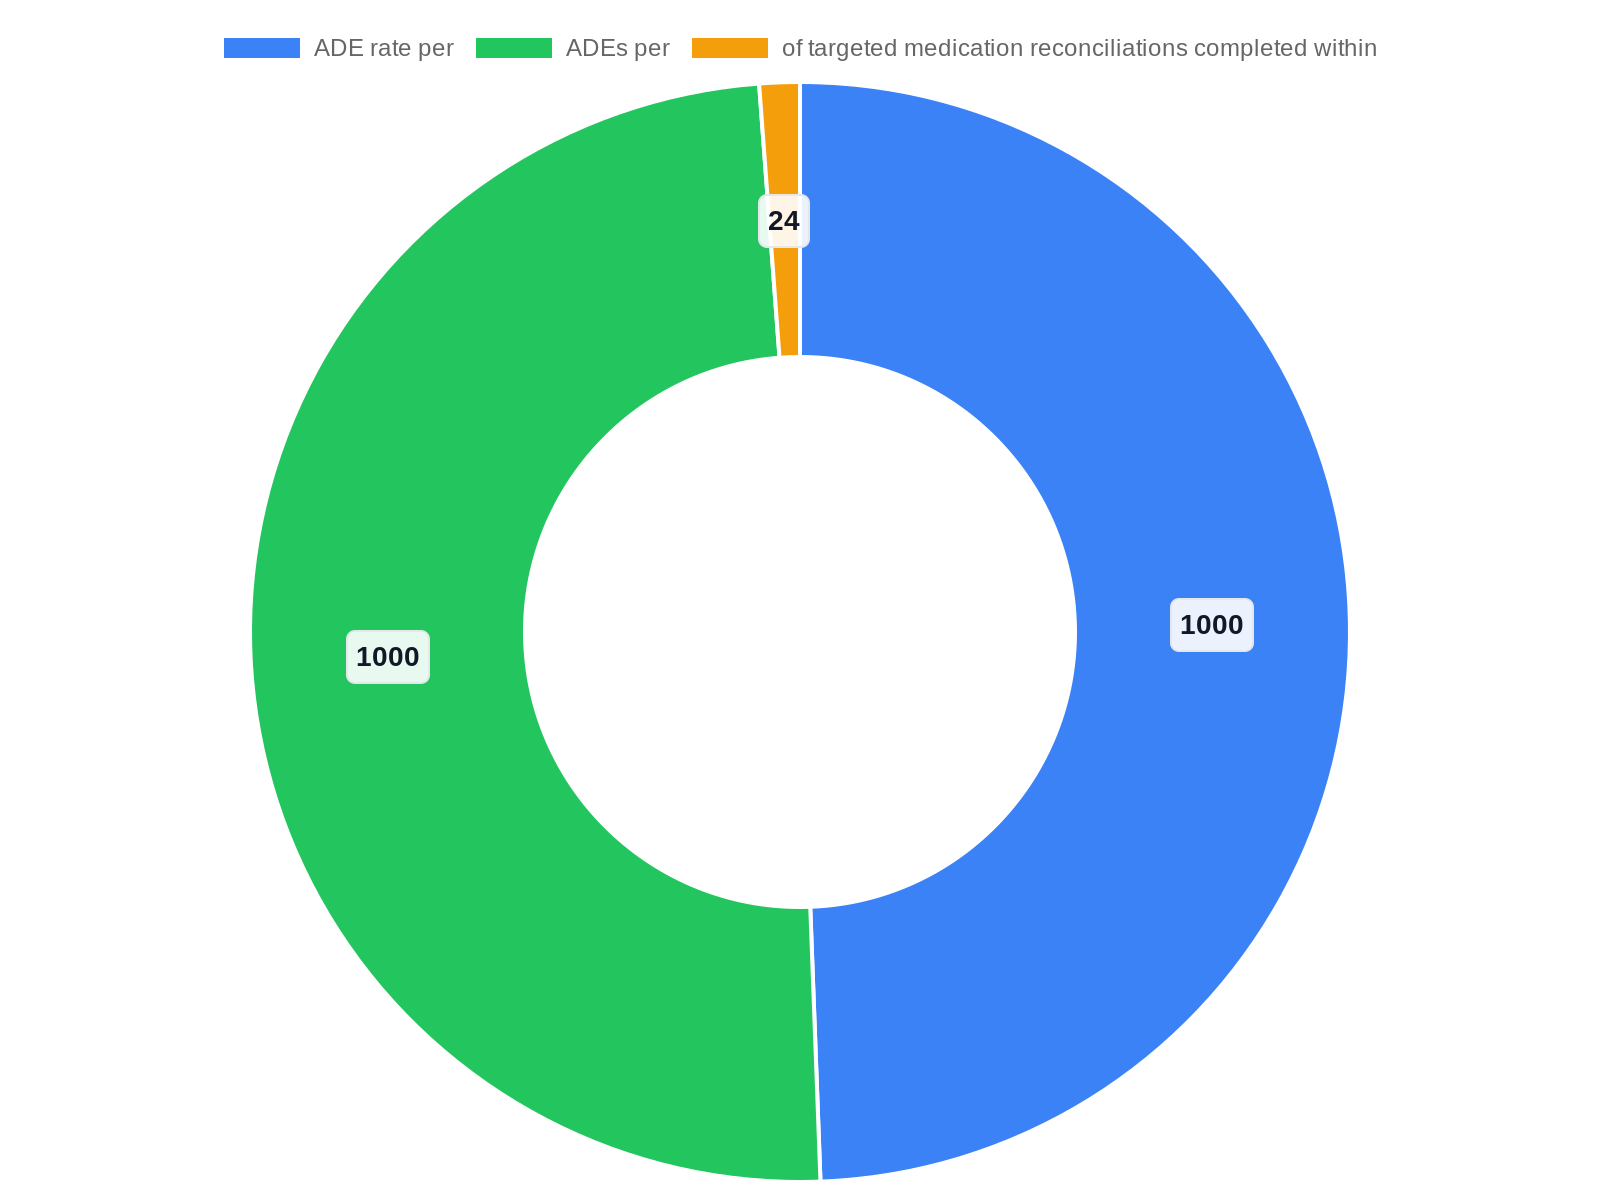 ADE rate per ADEs per of targeted medication reconciliations completed within
24
1000
1000